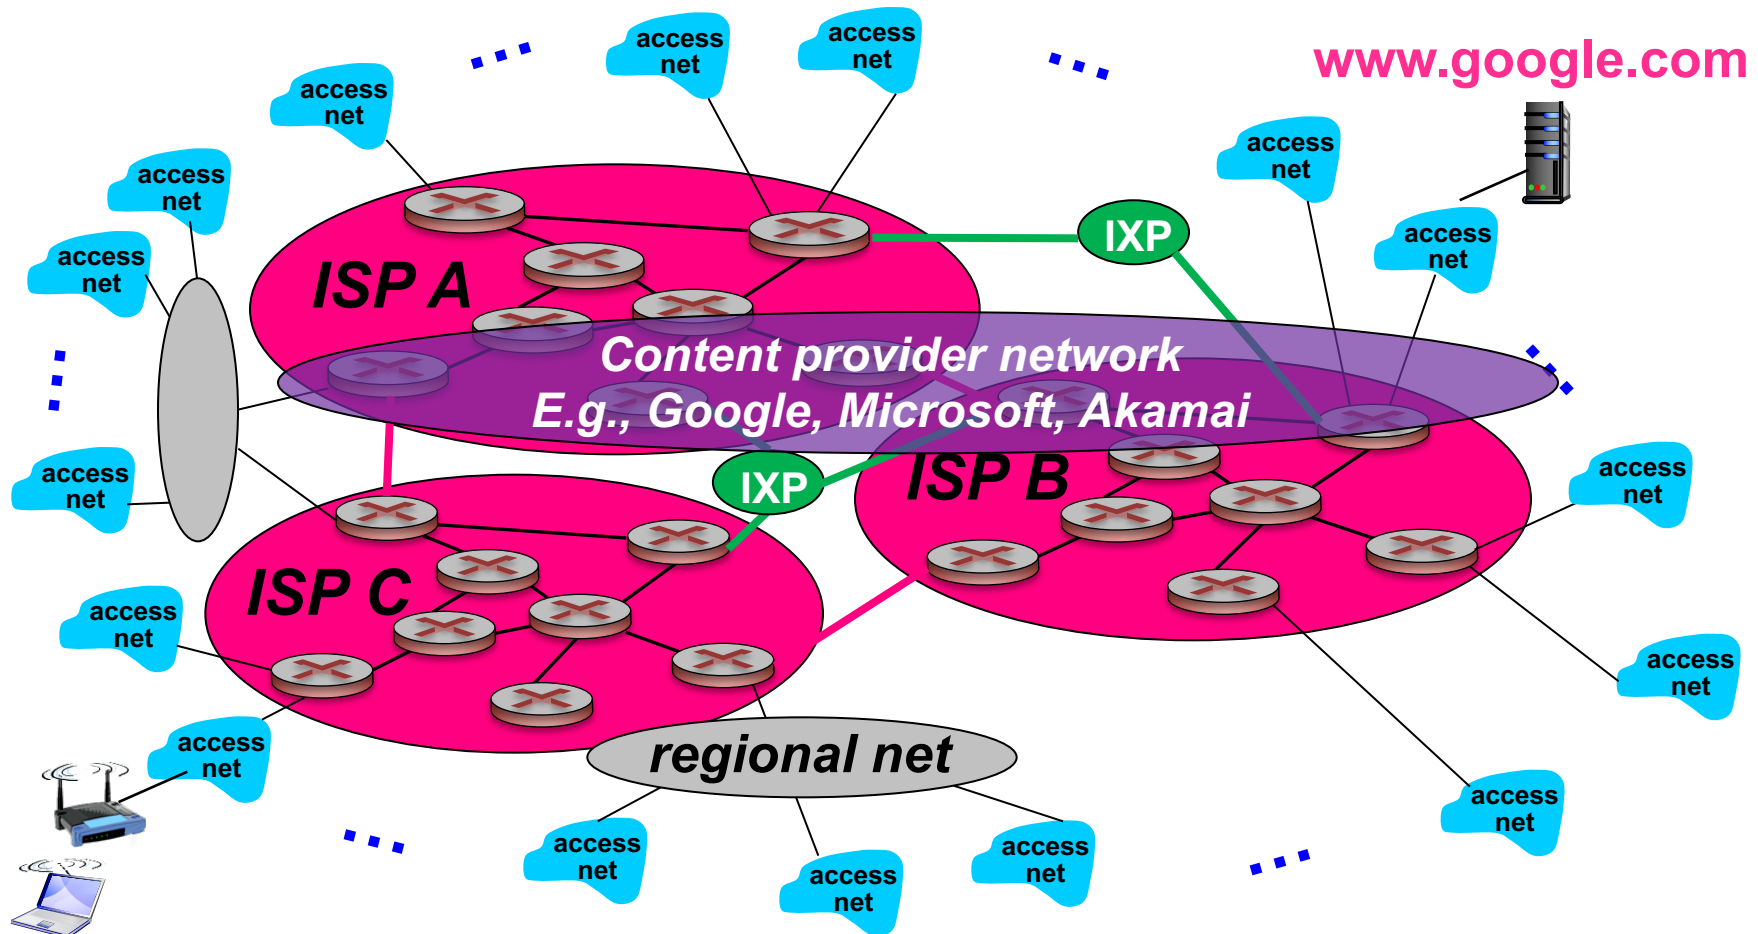 access
net
access
net
www.google.com
access
net
access
net
access
net
access
net
IXP
access
net
access
net
ISP A
Content provider network
E.g., Google, Microsoft, Akamai
access
net
IXP
ISP B
access
net
ISP C
access
net
access
net
access
net
regional net
access
net
access
net
access
net
access
net